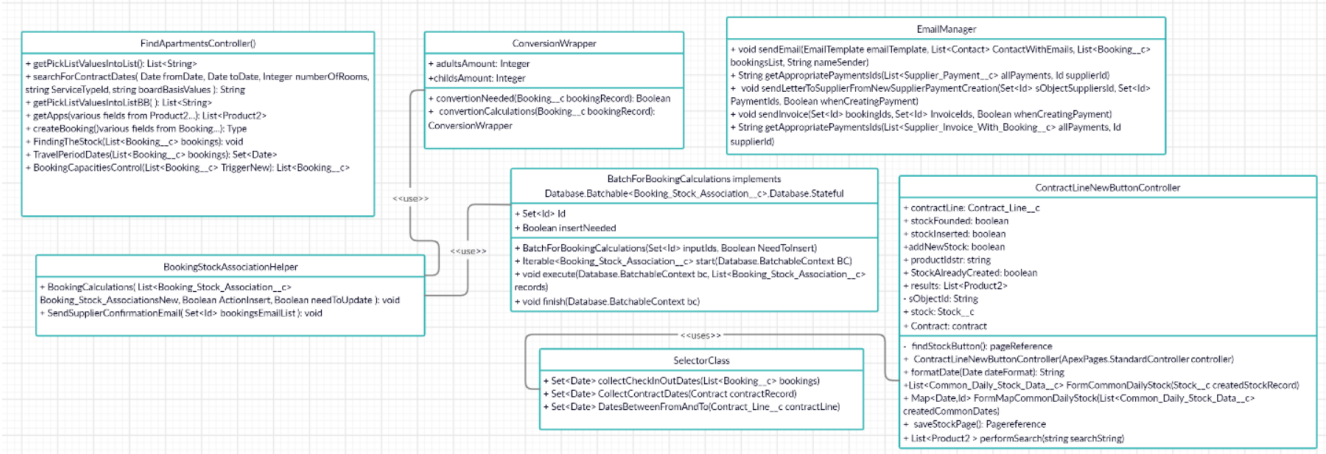 FindApartmentsController()
+ getPickListValuesIntoList(): List<String>
+ searchForContractDates( Date fromDate, Date toDate, Integer numberOfRooms,
string ServiceTypeId, string boardBasisValues ): String
+ getPickListValuesIntoListBB( ): List<String>
+ getApps(various fields from Product2...): List<Product2>
+ createBooking(various fields from Booking...): Type
+ FindingTheStock(List<Booking__c> bookings): void
+ TravelPeriodDates(List<Booking__c> bookings): Set<Date>
+ BookingCapacitiesControl(List<Booking__c> TriggerNew): List<Booking__c>
ConversionWrapper
+ adultsAmount: Integer
+childsAmount: Integer
+ convertionNeeded(Booking__c bookingRecord): Boolean
+ convertionCalculations(Booking__c bookingRecord):
ConversionWrapper
EmailManager
+ void sendEmail(EmailTemplate emailTemplate, List<Contact> ContactWithEmails, List<Booking__c>
bookingsList, String nameSender)
+ String getAppropriatePaymentsIds(List<Supplier_Payment__c> allPayments, Id supplierId)
+ void sendLetterToSupplierFromNewSupplierPaymentCreation(Set<Id> sObjectSuppliersId, Set<Id>
PaymentIds, Boolean whenCreatingPayment)
+ void sendInvoice(Set<Id> bookingIds, Set<Id> InvoiceIds, Boolean whenCreatingPayment)
+ String getAppropriatePaymentsIds(List<Supplier_Invoice_With_Booking__c> allPayments, Id
supplierId)
<<use>>
<<use>>
BatchForBookingCalculations implements
Database.Batchable<Booking_Stock_Association__c>,Database.Stateful
+ Set<Id> Id
+ Boolean insertNeeded
+ BatchForBookingCalculations(Set<Id> inputIds, Boolean NeedToInsert)
+ Iterable<Booking_Stock_Association__c> start(Database.BatchableContext BC)
+ void execute(Database.BatchableContext bc, List<Booking_Stock_Association__c>
records)
+ void finish(Database.BatchableContext bc)
BookingStockAssociationHelper
+ BookingCalculations( List<Booking_Stock_Association__c>
Booking_Stock_AssociationsNew, Boolean ActionInsert, Boolean needToUpdate ): void
+ SendSupplierConfirmationEmail( Set<Id> bookingsEmailList ): void
<<uses>>
SelectorClass
+ Set<Date> collectCheckInOutDates(List<Booking__c> bookings)
+ Set<Date> CollectContractDates(Contract contractRecord)
+ Set<Date> DatesBetweenFromAndTo(Contract_Line__c contractLine)
ContractLineNewButtonController
+ contractLine: Contract_Line__c
+ stockFounded: boolean
+ stockInserted: boolean
+addNewStock: boolean
+ productIdstr: string
+ StockAlreadyCreated: boolean
+ results: List<Product2>
- sObjectId: String
+ stock: Stock__c
+ Contract: contract
- findStockButton(): pageReference
+ ContractLineNewButtonController(ApexPages.StandardController controller)
+ formatDate(Date dateFormat): String
+List<Common_Daily_Stock_Data__c> FormCommonDailyStock(Stock__c createdStockRecord)
+ Map<Date,Id> FormMapCommonDailyStock(List<Common_Daily_Stock_Data__c>
createdCommonDates)
+ saveStockPage(): Pagereference
+ List<Product2 > performSearch(string searchString)